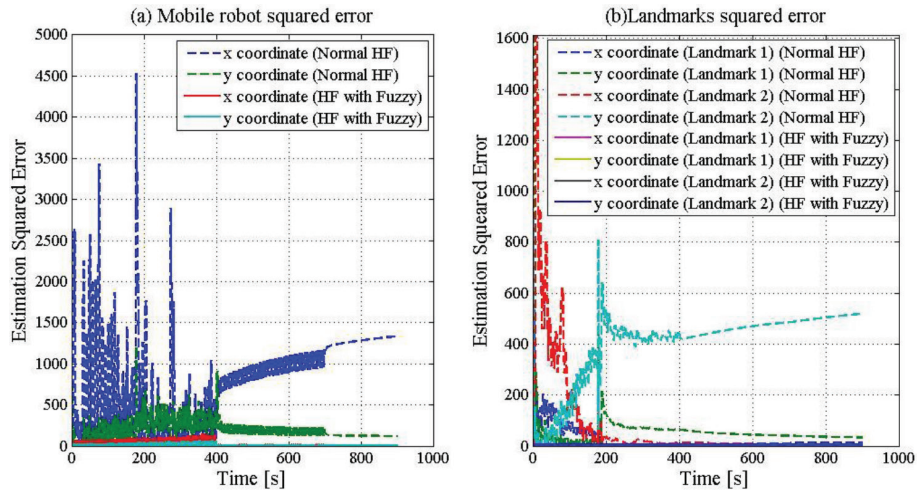 (a) Mobile robot squared error
5000
4500
4000
3500
3000
2500
2000
1500
1000
500
0
Estimation Squared Error
x coordinate (Normal HF)
y coordinate (Normal HF)
x coordinate (HF with Fuzzy)
y coordinate (HF with Fuzzy)
0 200 400 600 800 1000
Time [s]
(b)Landmarks squared error
1600
1400
1200
1000
800
600
400
200
0
Estimation Squeared Error
x coordinate (Landmark 1) (Normal HF)
y coordinate (Landmark 1) (Normal HF)
x coordinate (Landmark 2) (Normal HF)
y coordinate (Landmark 2) (Normal HF)
x coordinate (Landmark 1) (HF with Fuzzy)
y coordinate (Landmark 1) (HF with Fuzzy)
x coordinate (Landmark 2) (HF with Fuzzy)
y coordinate (Landmark 2) (HF with Fuzzy)
0 200 400 600 800 1000
Time [s]